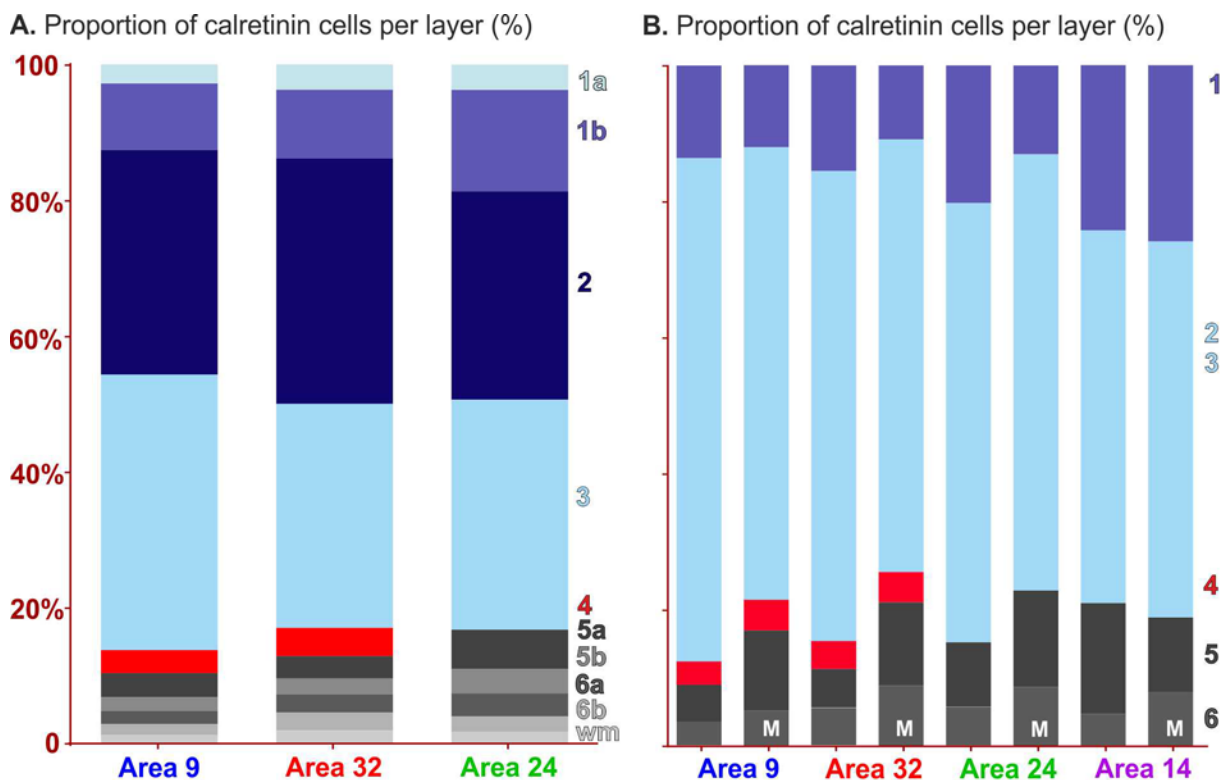 A. Proportion of calretinin cells per layer (%)
100
80%
60%
40%
20%
0
1a
1b
2
3
4
5a
5b
6a
6b
wm
Area 9
Area 32
Area 24
B. Proportion of calretinin cells per layer (%)
1
2
3
4
5
6
M
M
M
M
Area 9
Area 32
Area 24
Area 14